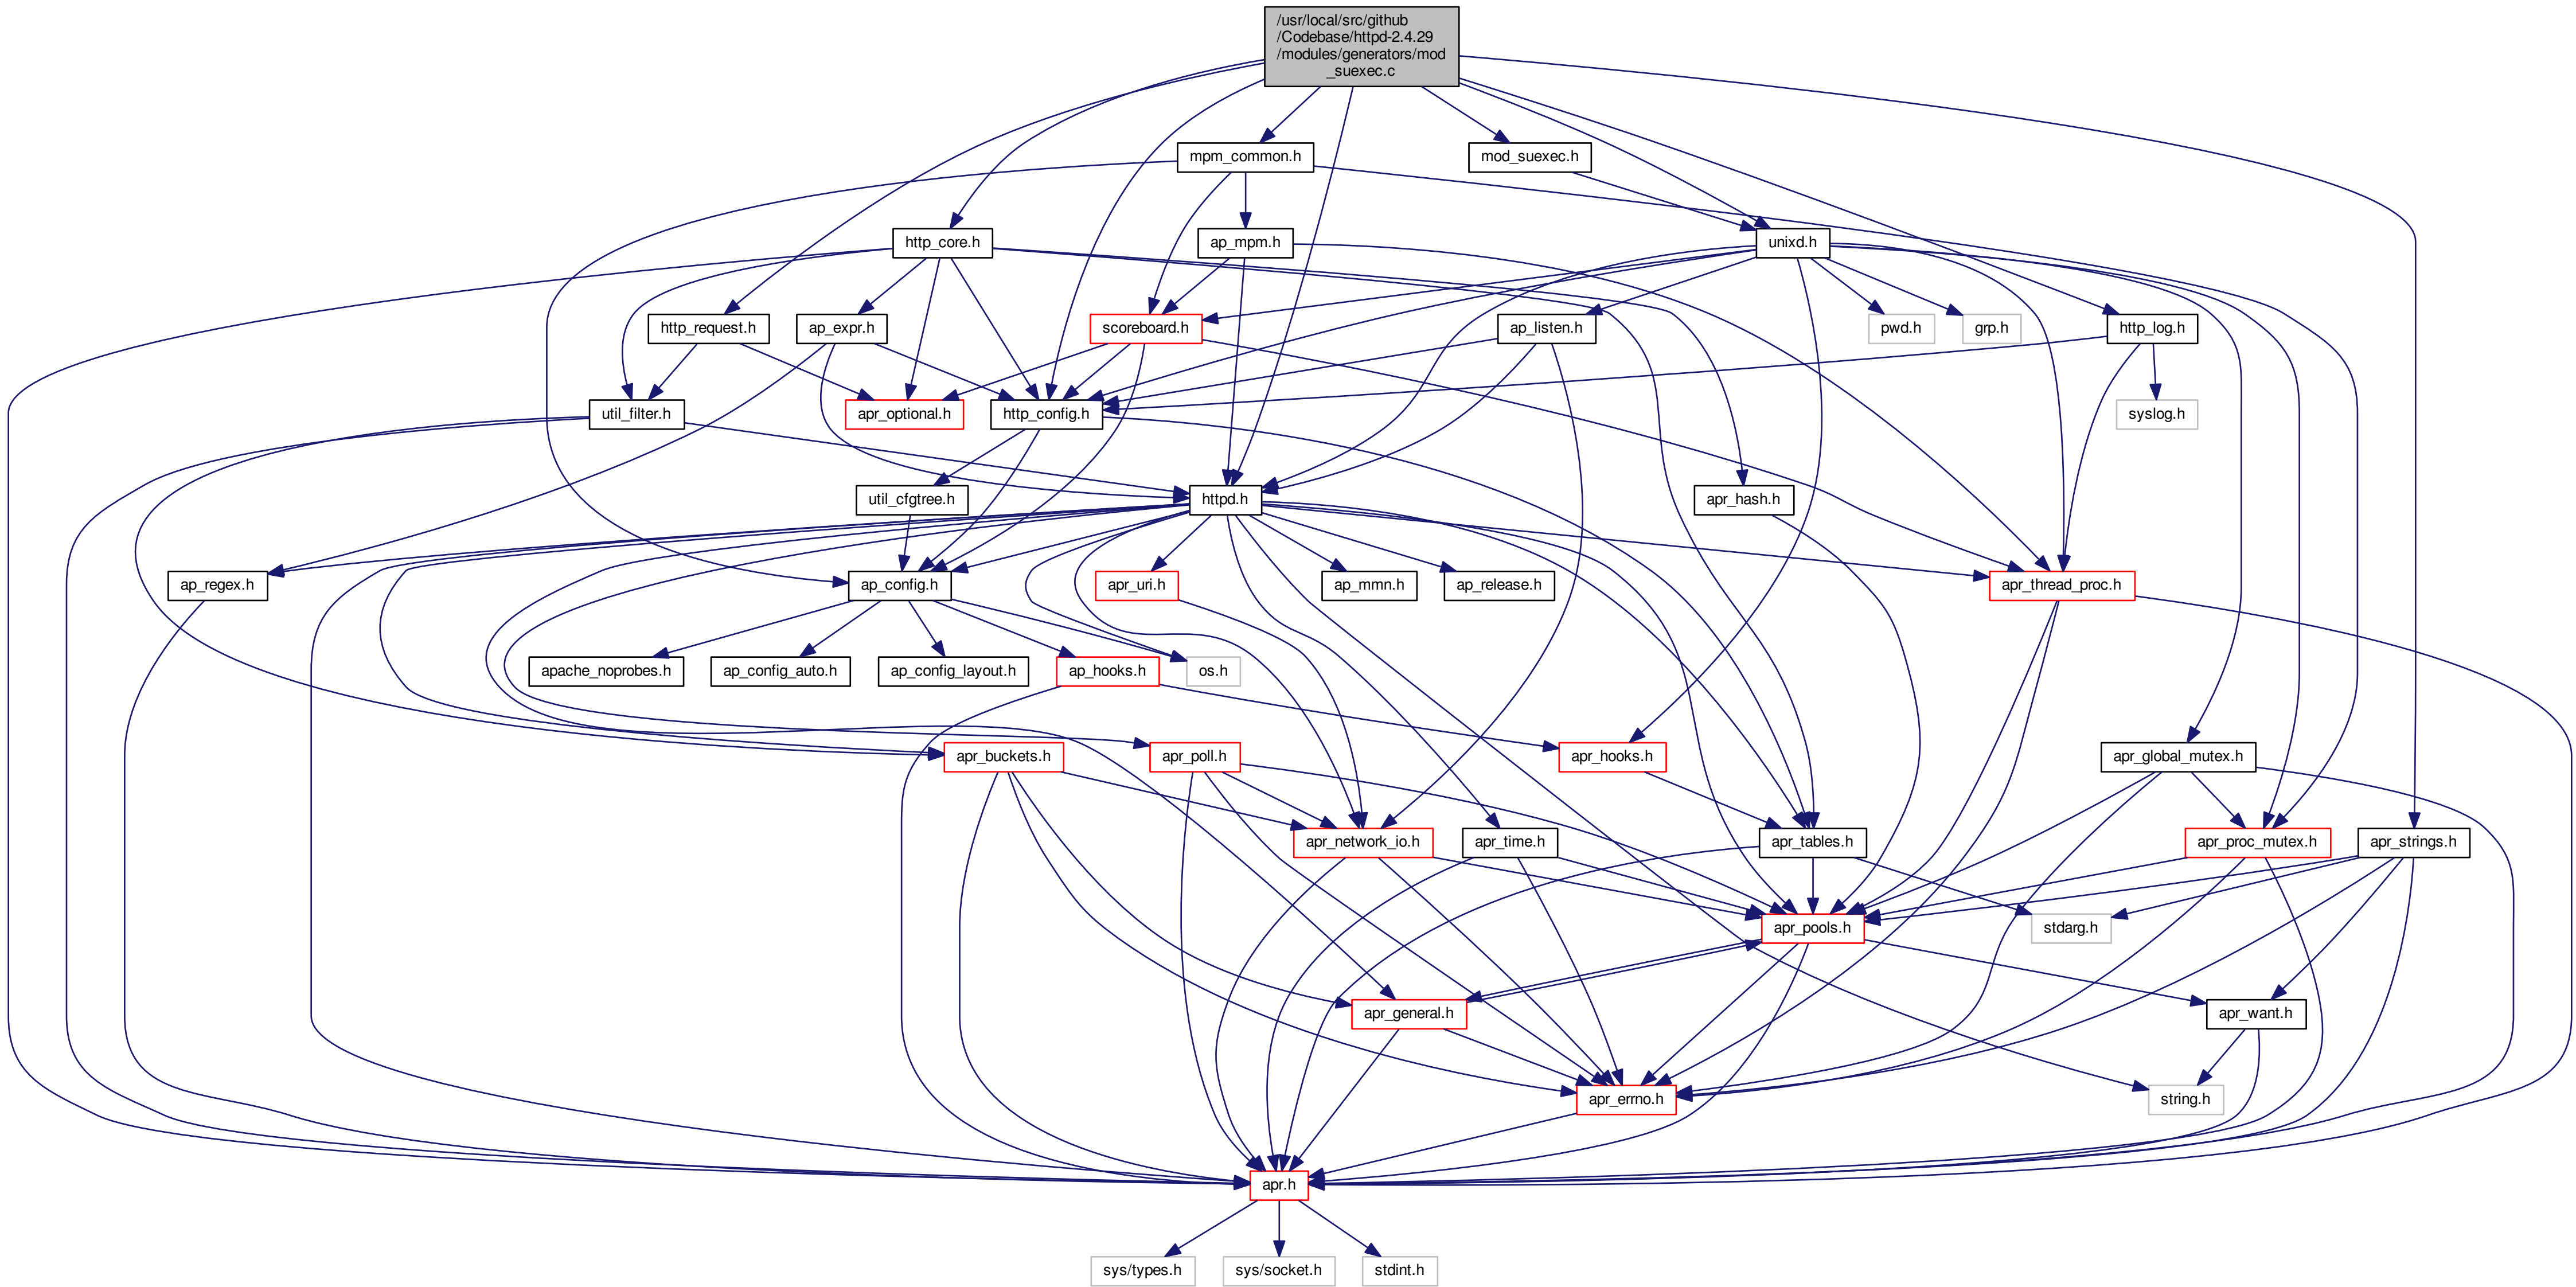 /usr/local/src/github
/Codebase/httpd-2.4.29
/modules/generators/mod
_suexec.c
mpm_common.h
mod_suexec.h
http_core.h
ap_mpm.h
unixd.h
http_request.h
ap_expr.h
scoreboard.h
ap_listen.h
pwd.h
grp.h
http_log.h
util_filter.h
apr_optional.h
http_config.h
syslog.h
util_cfgtree.h
httpd.h
apr_hash.h
ap_regex.h
ap_config.h
apr_uri.h
ap_mmn.h
ap_release.h
apr_thread_proc.h
apache_noprobes.h
ap_config_auto.h
ap_config_layout.h
ap_hooks.h
os.h
apr_buckets.h
apr_poll.h
apr_hooks.h
apr_global_mutex.h
apr_network_io.h
apr_time.h
apr_tables.h
apr_proc_mutex.h
apr_strings.h
apr_pools.h
stdarg.h
apr_general.h
apr_want.h
apr_errno.h
string.h
apr.h
sys/types.h
sys/socket.h
stdint.h